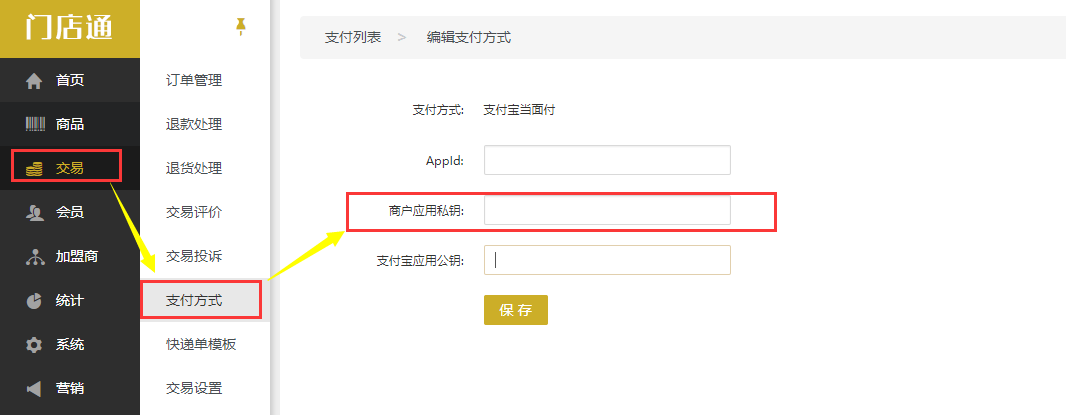 门店通
首页
商品
交易
会员
加盟商
统计
系统
营销
订单管理
退款处理
退货处理
交易评价
交易投诉
支付方式
快递单模板
交易设置
支付列表 > 编辑支付方式
支付方式: 支付宝当面付
AppId:
商户应用私钥:
支付宝应用公钥:
保 存